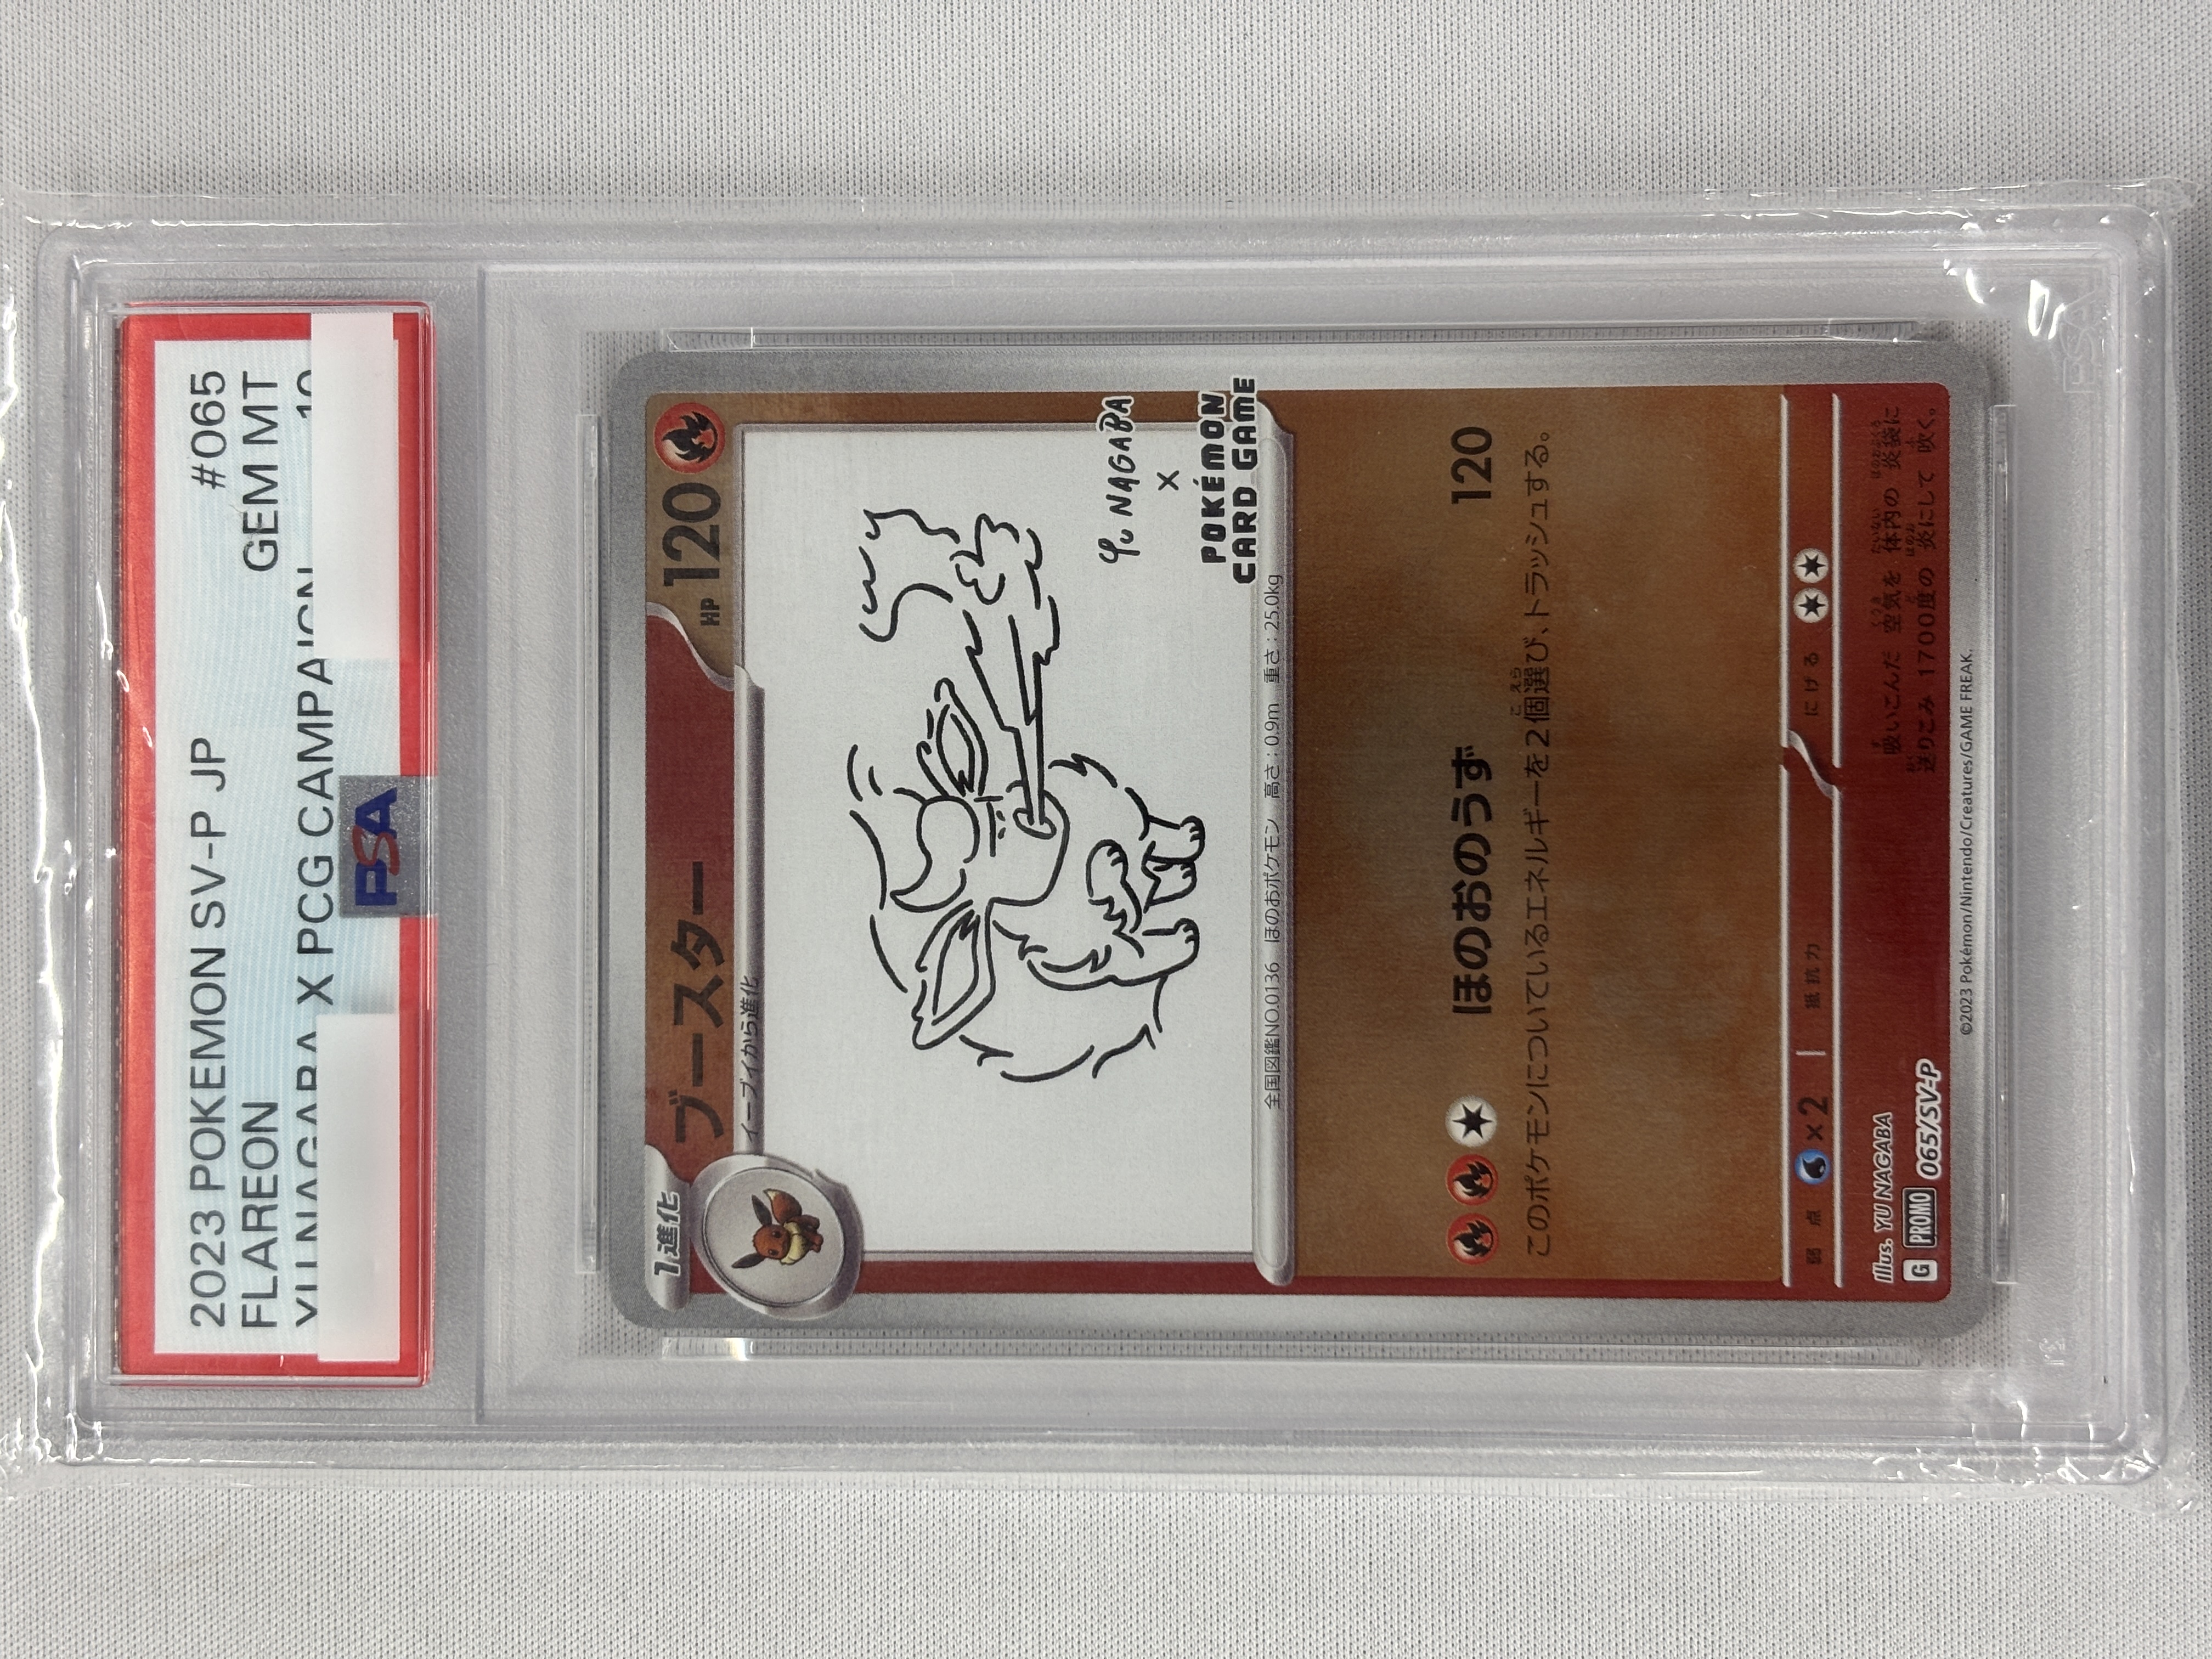 2023 POKEMON SV-P JP #065
FLAREON GEM MT
YU NAGABA X PCG CAMPAIGN 10
PSA
1進化
ブースター HP 120
イーブイから進化
Yu NAGABA
×
POKÉMON
CARD GAME
全国図鑑NO.0136 ほのおポケモン 高さ:0.9m 重さ:25.0kg
ほのおのうず 120
このポケモンについているエネルギーを2個選び、トラッシュする。
弱点 ×2 抵抗力 にげる
Illus. YU NAGABA
G PROMO 065/SV-P
吸いこんだ 空気を 体内の 炎袋に
送りこみ 1700度の 炎にして 吹く。
©2023 Pokémon/Nintendo/Creatures/GAME FREAK.
PSA